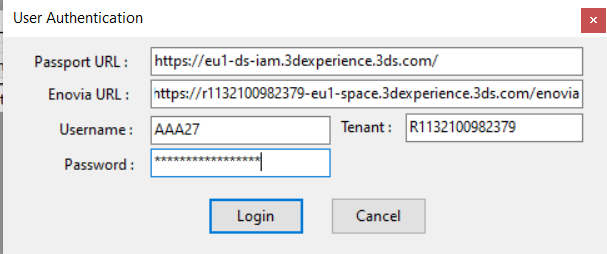 User Authentication
Passport URL : https://eu1-ds-iam.3dexperience.3ds.com/
Enovia URL : https://r1132100982379-eu1-space.3dexperience.3ds.com/enovia
Username : AAA27 Tenant : R1132100982379
Password : *****************
Login Cancel